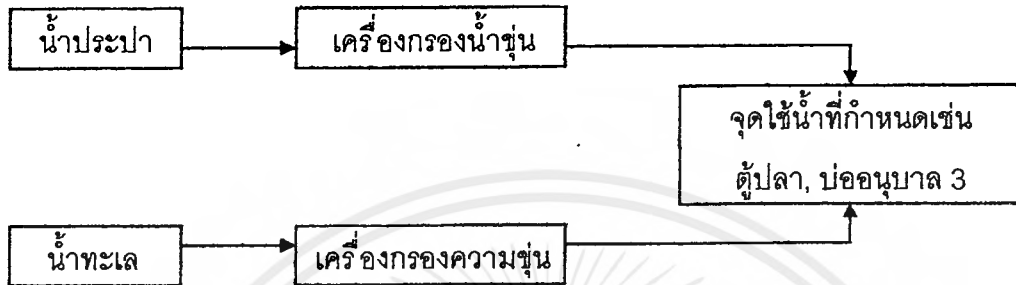 น้ำประปา
เครื่องกรองน้ำขุ่น
จุดใช้น้ำที่กำหนดเช่น
ตู้ปลา, บ่ออนุบาล 3
น้ำทะเล
เครื่องกรองความขุ่น